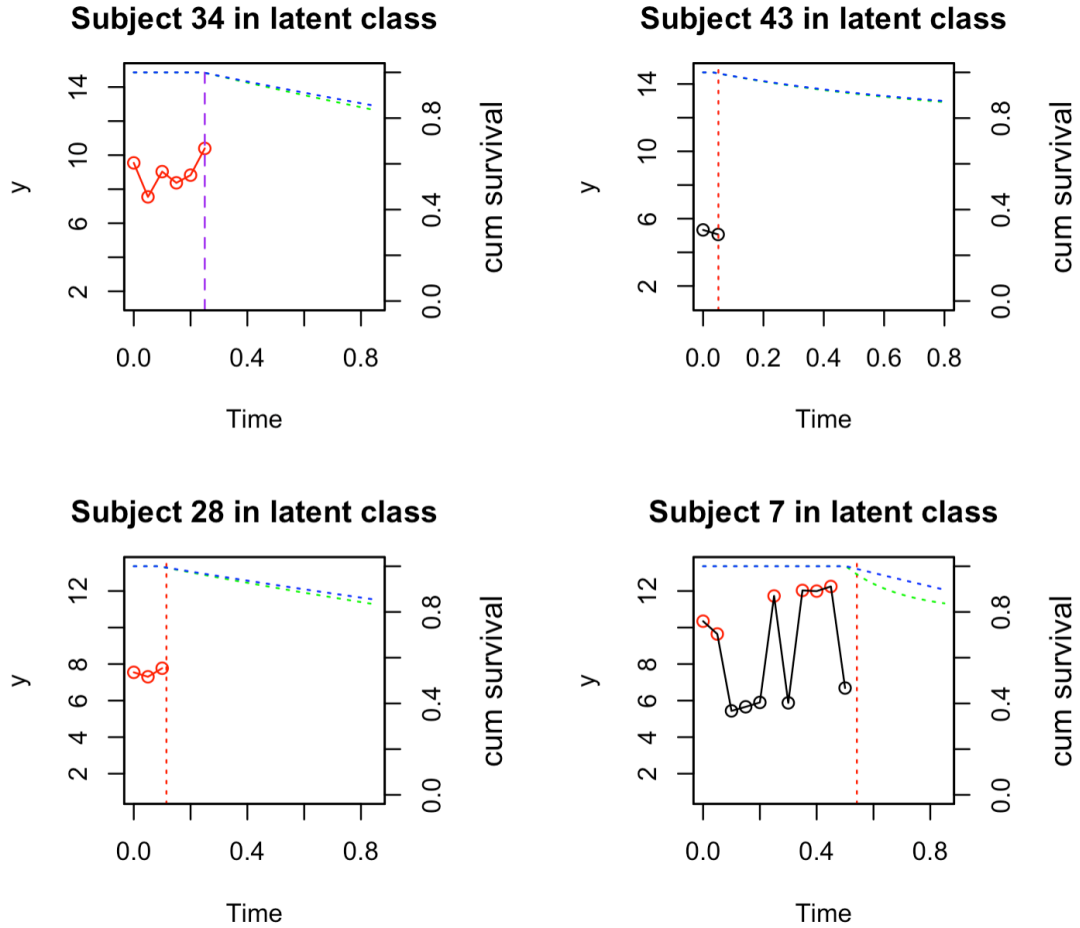 Subject 34 in latent class
y
2 6 10 14
0.0 0.4 0.8
cum survival
0.0 0.4 0.8
Time
Subject 43 in latent class
y
2 6 10 14
0.0 0.4 0.8
cum survival
0.0 0.2 0.4 0.6 0.8
Time
Subject 28 in latent class
y
2 4 6 8 12
0.0 0.4 0.8
cum survival
0.0 0.4 0.8
Time
Subject 7 in latent class
y
2 4 6 8 12
0.0 0.4 0.8
cum survival
0.0 0.4 0.8
Time